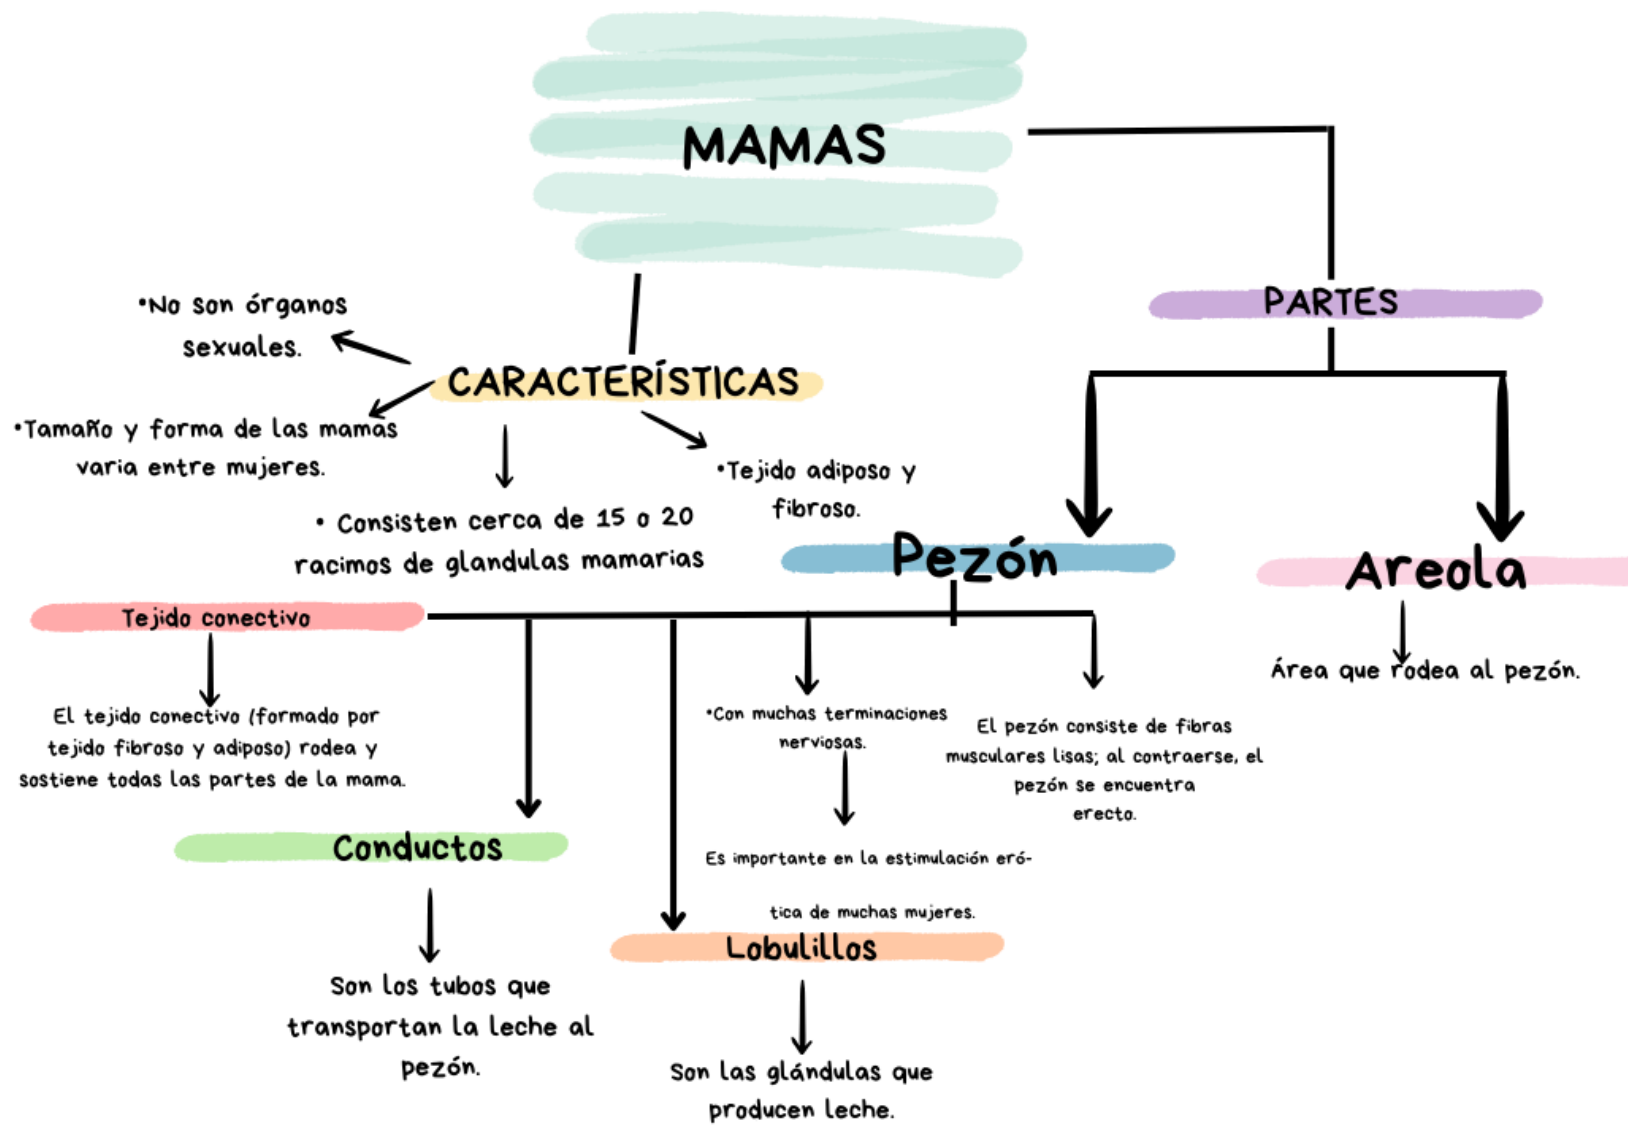 MAMAS
PARTES
•No son órganos
sexuales.
CARACTERÍSTICAS
•Tamaño y forma de las mamas
varia entre mujeres.
•Tejido adiposo y
fibroso.
• Consisten cerca de 15 o 20
racimos de glandulas mamarias
Pezón
Areola
Tejido conectivo
Área que rodea al pezón.
El tejido conectivo (formado por
tejido fibroso y adiposo) rodea y
sostiene todas las partes de la mama.
•Con muchas terminaciones
nerviosas.
El pezón consiste de fibras
musculares lisas; al contraerse, el
pezón se encuentra
erecto.
Conductos
Es importante en la estimulación eró-
tica de muchas mujeres.
Lobulillos
Son los tubos que
transportan la leche al
pezón.
Son las glándulas que
producen leche.